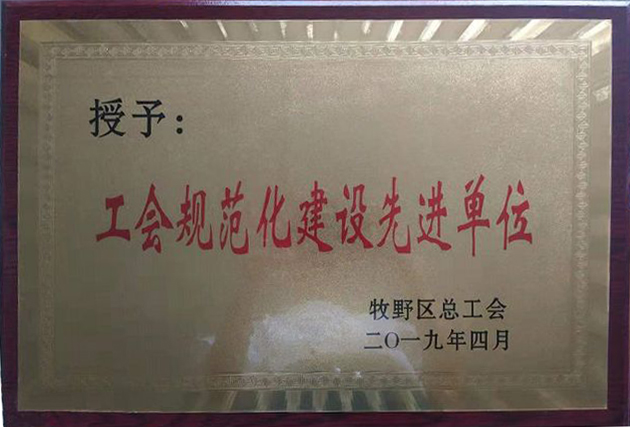 授予：
工会规范化建设先进单位
牧野区总工会
二〇一九年四月